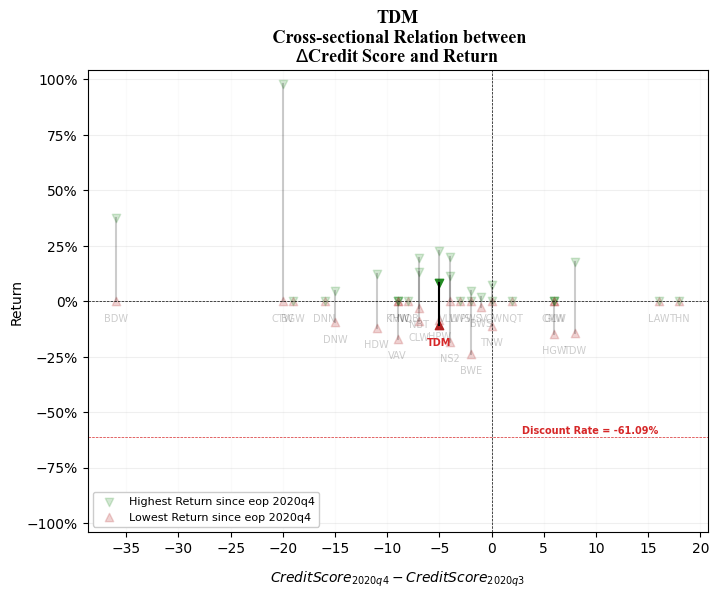 TDM
Cross-sectional Relation between
ΔCredit Score and Return
100%
75%
50%
25%
0%
−25%
−50%
−75%
−100%
Return
BDW
DNW
HDW
VAV
TDM
NS2
BWE
TNW
HGW
TDW
LAW
THN
Discount Rate = -61.09%
Highest Return since eop 2020q4
Lowest Return since eop 2020q4
−35
−30
−25
−20
−15
−10
−5
0
5
10
15
20
CreditScore2020q4 − CreditScore2020q3